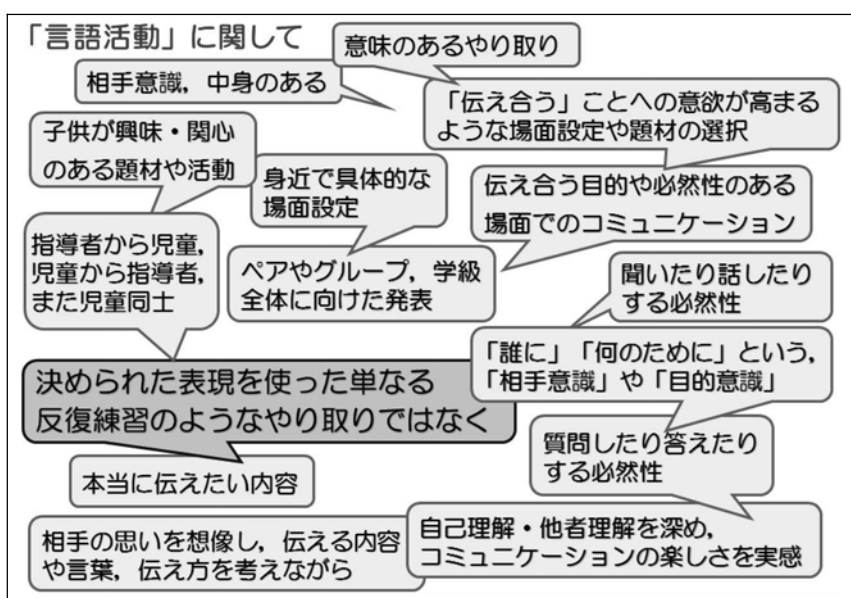 「言語活動」に関して
意味のあるやり取り
相手意識，中身のある
「伝え合う」ことへの意欲が高まる
ような場面設定や題材の選択
子供が興味・関心
のある題材や活動
身近で具体的な
場面設定
伝え合う目的や必然性のある
場面でのコミュニケーション
指導者から児童，
児童から指導者，
また児童同士
ペアやグループ，学級
全体に向けた発表
聞いたり話したり
する必然性
「誰に」「何のために」という，
「相手意識」や「目的意識」
決められた表現を使った単なる
反復練習のようなやり取りではなく
質問したり答えたり
する必然性
本当に伝えたい内容
相手の思いを想像し，伝える内容
や言葉，伝え方を考えながら
自己理解・他者理解を深め，
コミュニケーションの楽しさを実感